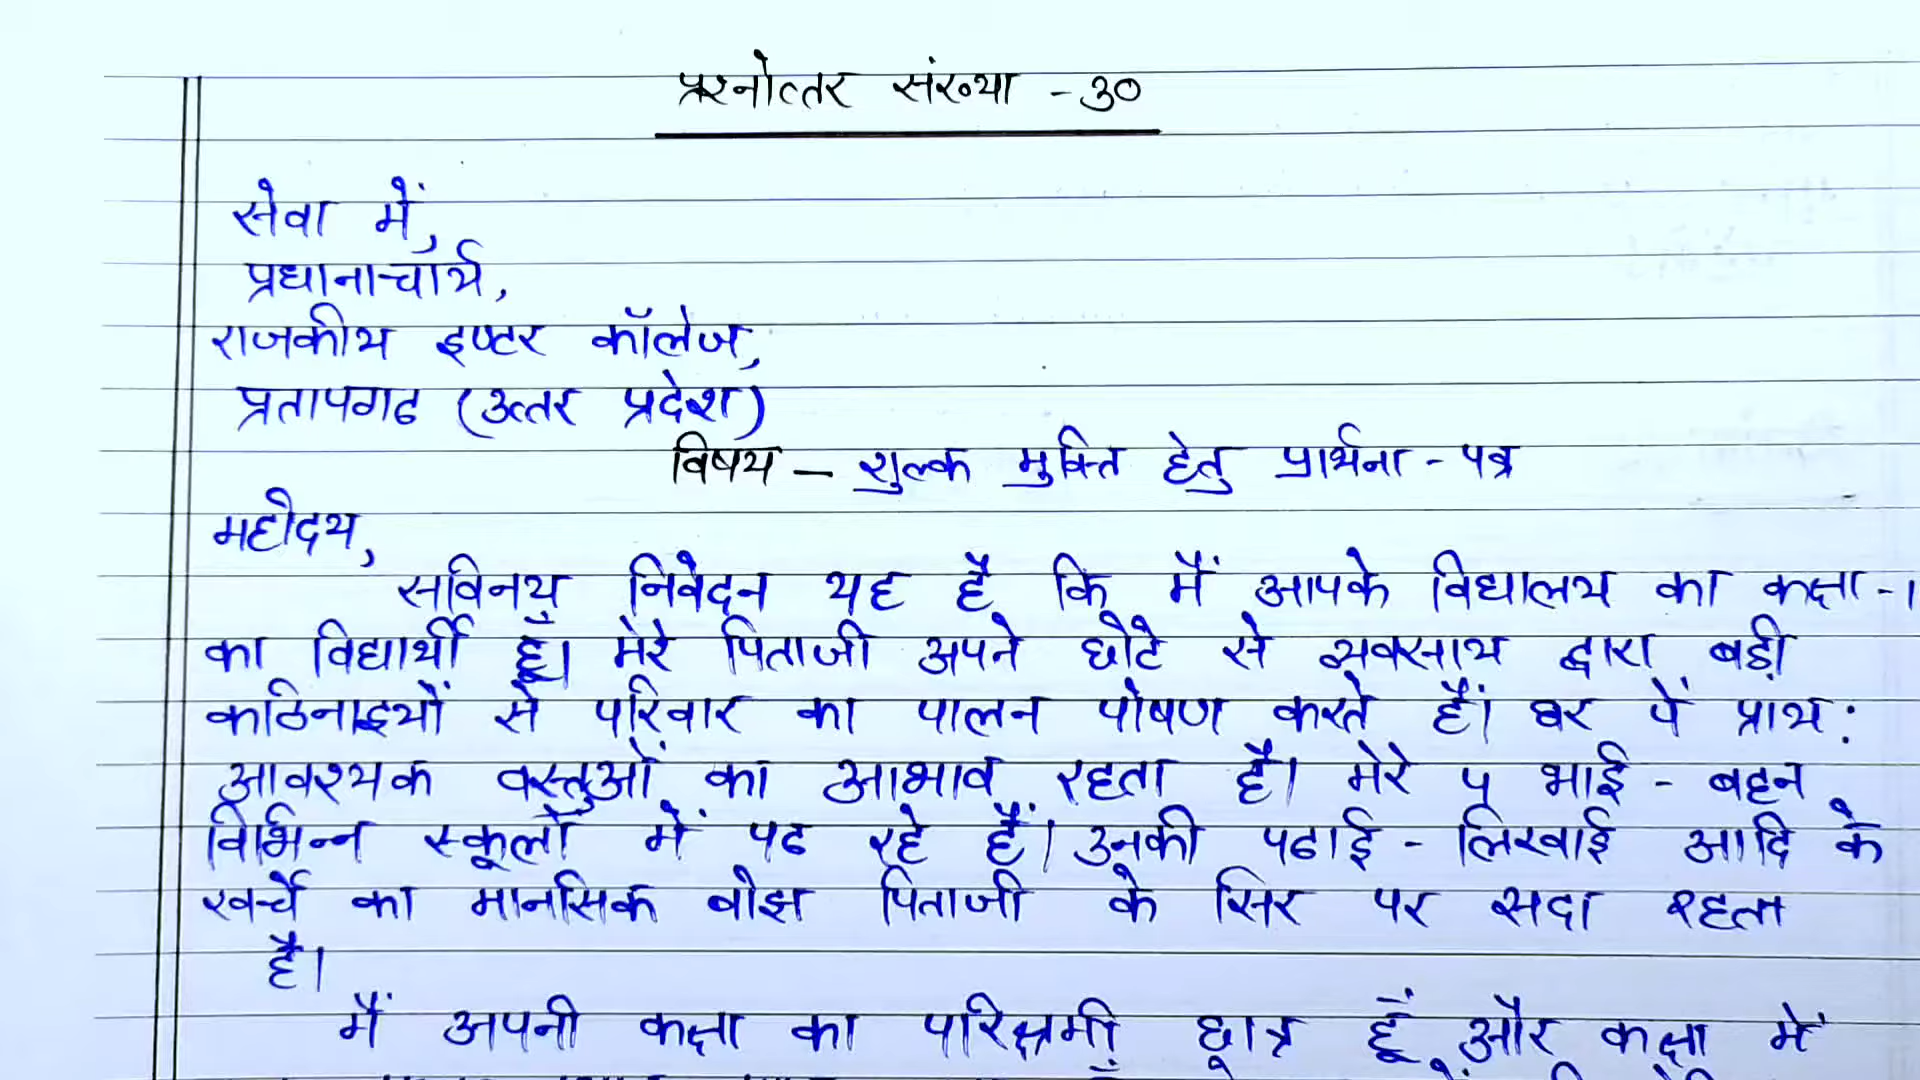 प्रश्नोत्तर संख्या - 30
सेवा में,
प्रधानाचार्य,
राजकीय इण्टर कॉलेज,
प्रतापगढ (उत्तर प्रदेश)
विषय – शुल्क मुक्ति हेतु प्रार्थना - पत्र
महोदय,
सविनय निवेदन यह है कि मैं आपके विद्यालय का कक्षा -
का विद्यार्थी हूँ। मेरे पिताजी अपने छोटे से व्यवसाय द्वारा बड़ी
कठिनाइयों से परिवार का पालन पोषण करते हैं। घर में प्राय:
आवश्यक वस्तुओं का आभाव रहता है। मेरे ५ भाई - बहन
विभिन्न स्कूलों में पढ रहे हैं। उनकी पढाई - लिखाई आदि के
खर्चे का मानसिक बोझ पिताजी के सिर पर सदा रहता
है।
मैं अपनी कक्षा का परिश्रमी छात्र हूँ और कक्षा में